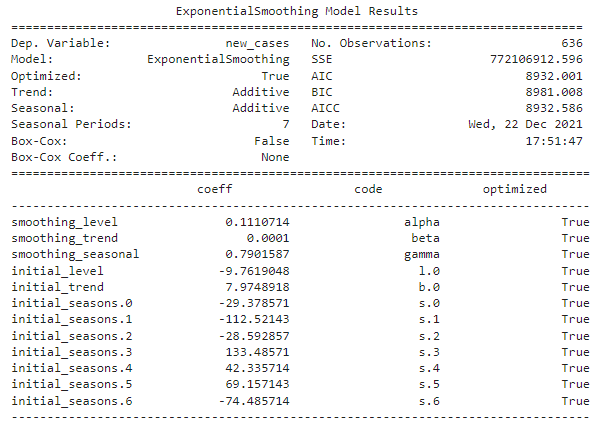 ExponentialSmoothing Model Results
================================================================================
Dep. Variable: new_cases No. Observations: 636
Model: ExponentialSmoothing SSE 772106912.596
Optimized: True AIC 8932.001
Trend: Additive BIC 8981.008
Seasonal: Additive AICC 8932.586
Seasonal Periods: 7 Date: Wed, 22 Dec 2021
Box-Cox: False Time: 17:51:47
Box-Cox Coeff.: None
=================================================================================
coeff code optimized
---------------------------------------------------------------------------------
smoothing_level 0.1110714 alpha True
smoothing_trend 0.0001 beta True
smoothing_seasonal 0.7901587 gamma True
initial_level -9.7619048 l.0 True
initial_trend 7.9748918 b.0 True
initial_seasons.0 -29.378571 s.0 True
initial_seasons.1 -112.52143 s.1 True
initial_seasons.2 -28.592857 s.2 True
initial_seasons.3 133.48571 s.3 True
initial_seasons.4 42.335714 s.4 True
initial_seasons.5 69.157143 s.5 True
initial_seasons.6 -74.485714 s.6 True
---------------------------------------------------------------------------------